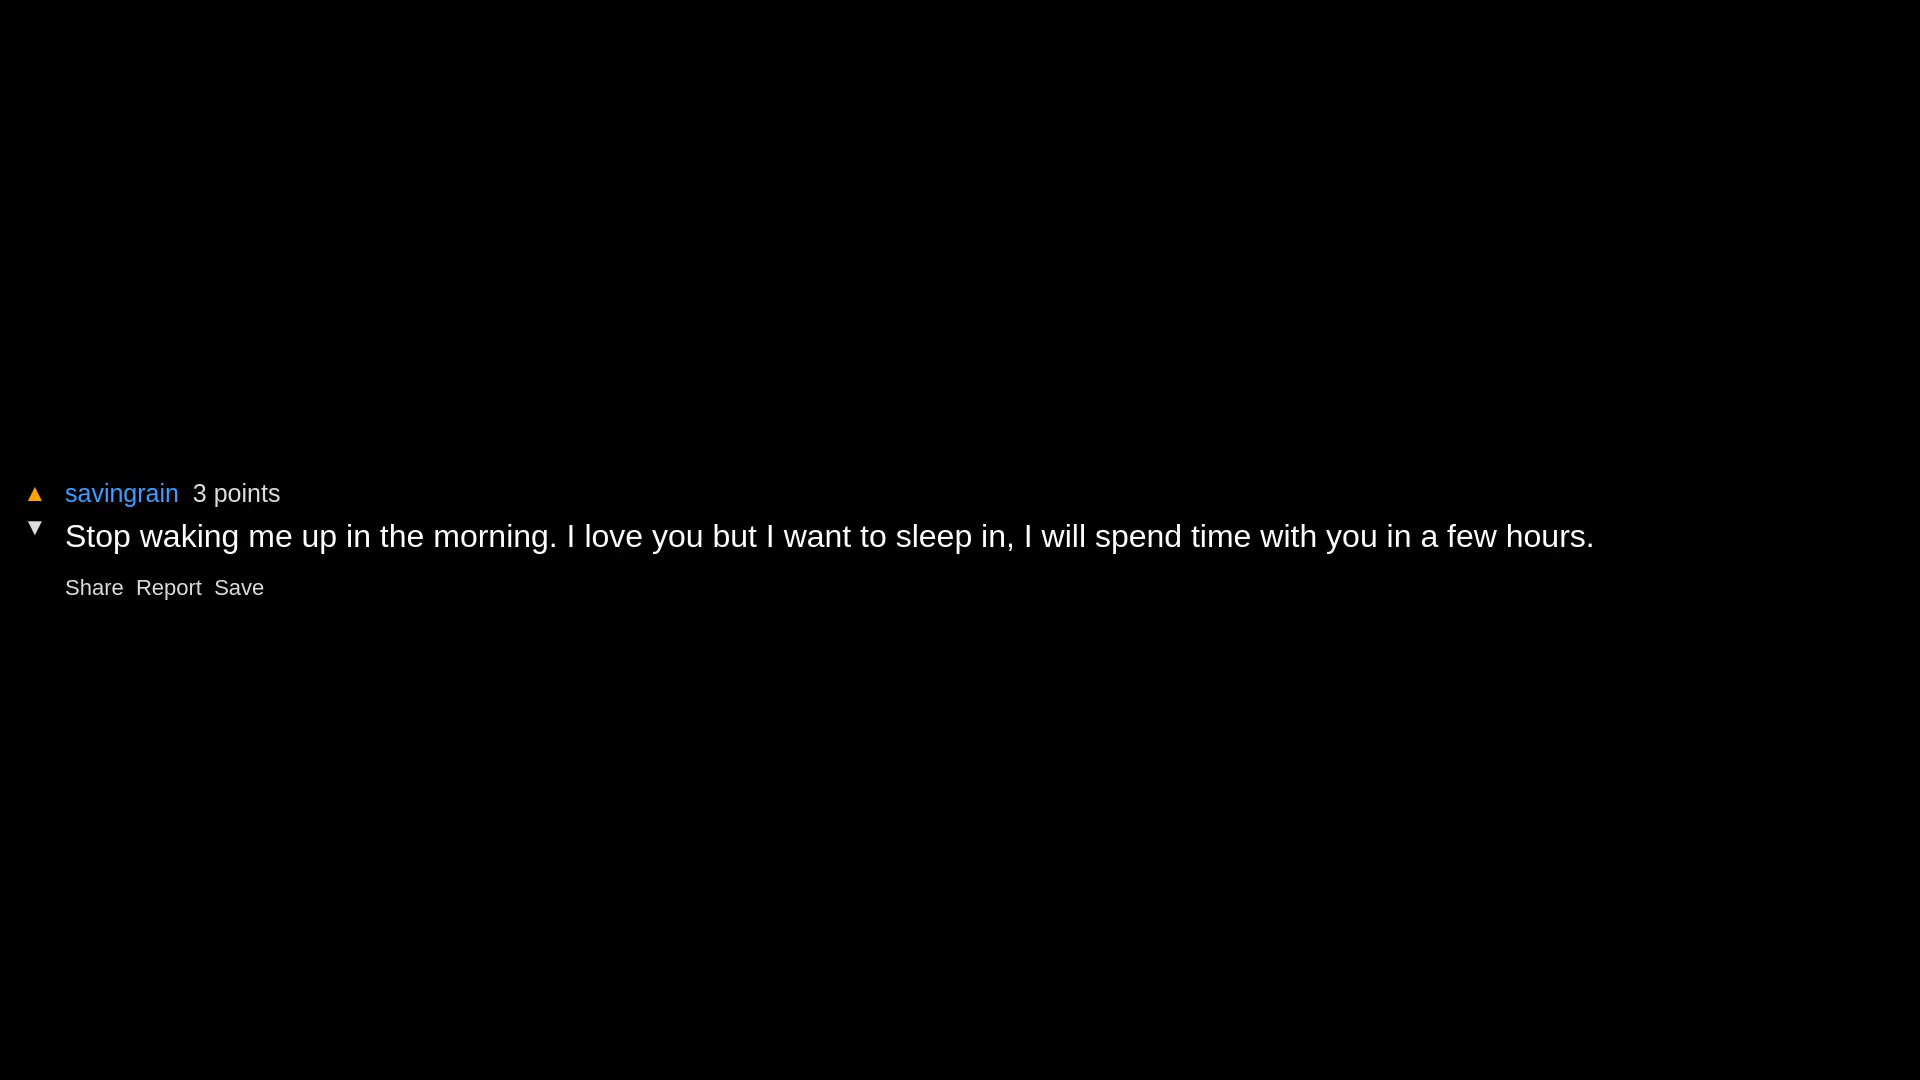 ▲ savingrain 3 points
▼ Stop waking me up in the morning. I love you but I want to sleep in, I will spend time with you in a few hours.
Share Report Save